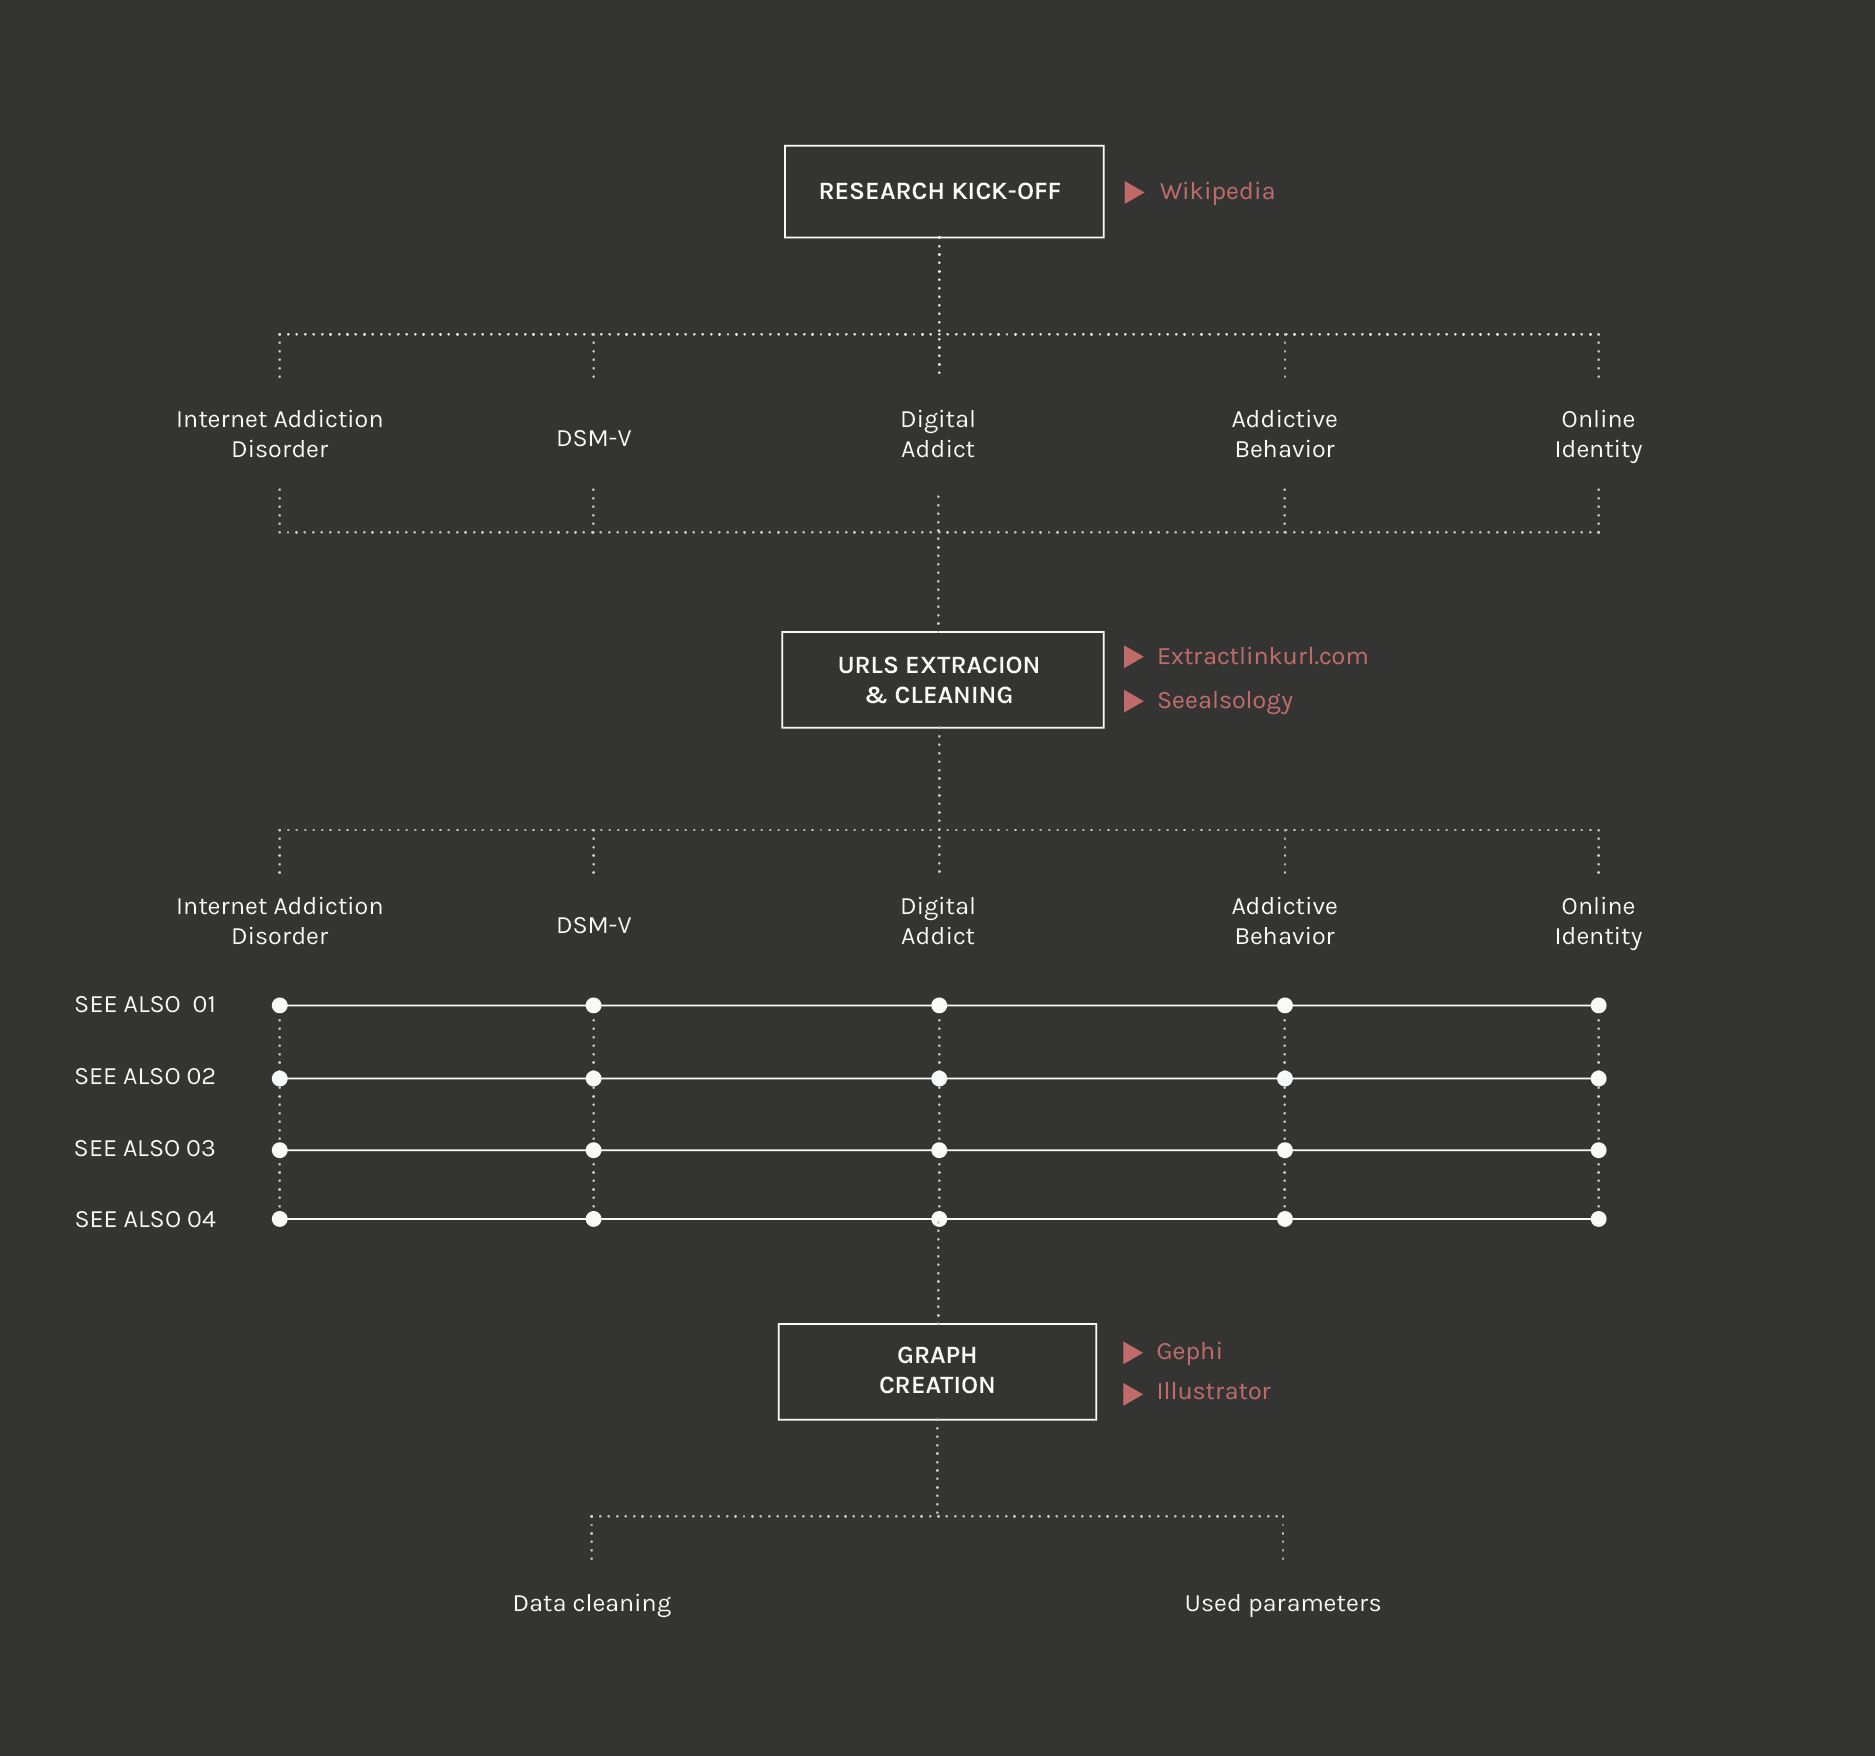 RESEARCH KICK-OFF
Wikipedia
Internet Addiction
Disorder
DSM-V
Digital
Addict
Addictive
Behavior
Online
Identity
URLS EXTRACION
& CLEANING
Extractlinkurl.com
Seealsology
Internet Addiction
Disorder
DSM-V
Digital
Addict
Addictive
Behavior
Online
Identity
SEE ALSO 01
SEE ALSO 02
SEE ALSO 03
SEE ALSO 04
GRAPH
CREATION
Gephi
Illustrator
Data cleaning
Used parameters